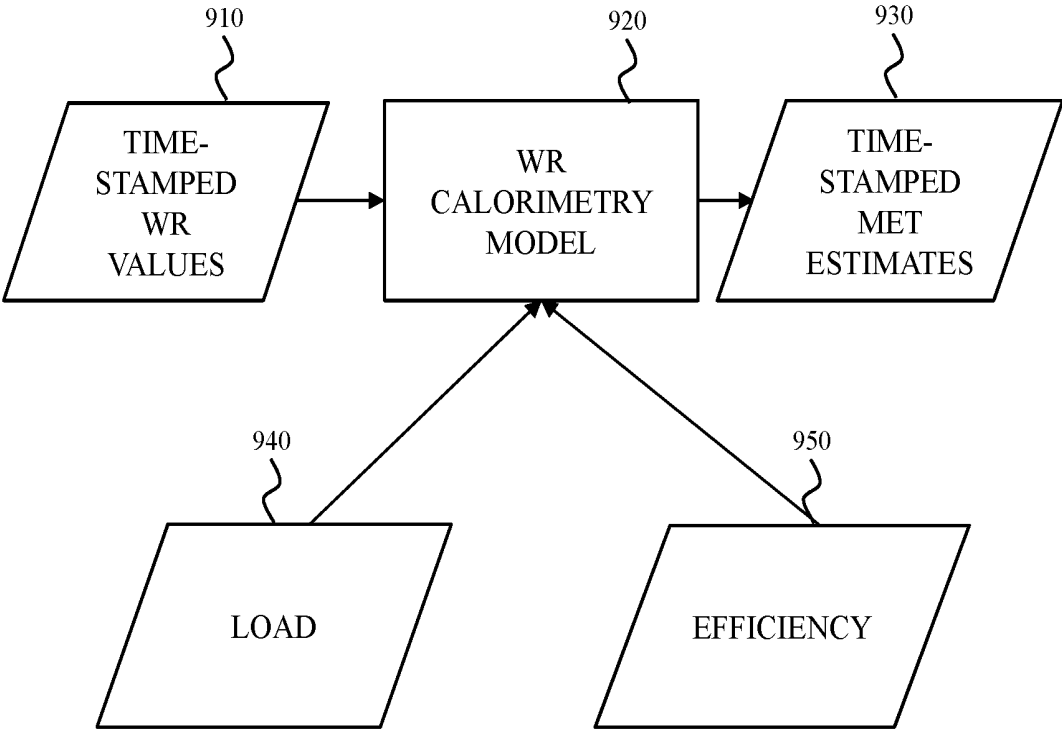 910
920
930
TIME-
STAMPED
WR
VALUES
WR
CALORIMETRY
MODEL
TIME-
STAMPED
MET
ESTIMATES
940
950
LOAD
EFFICIENCY